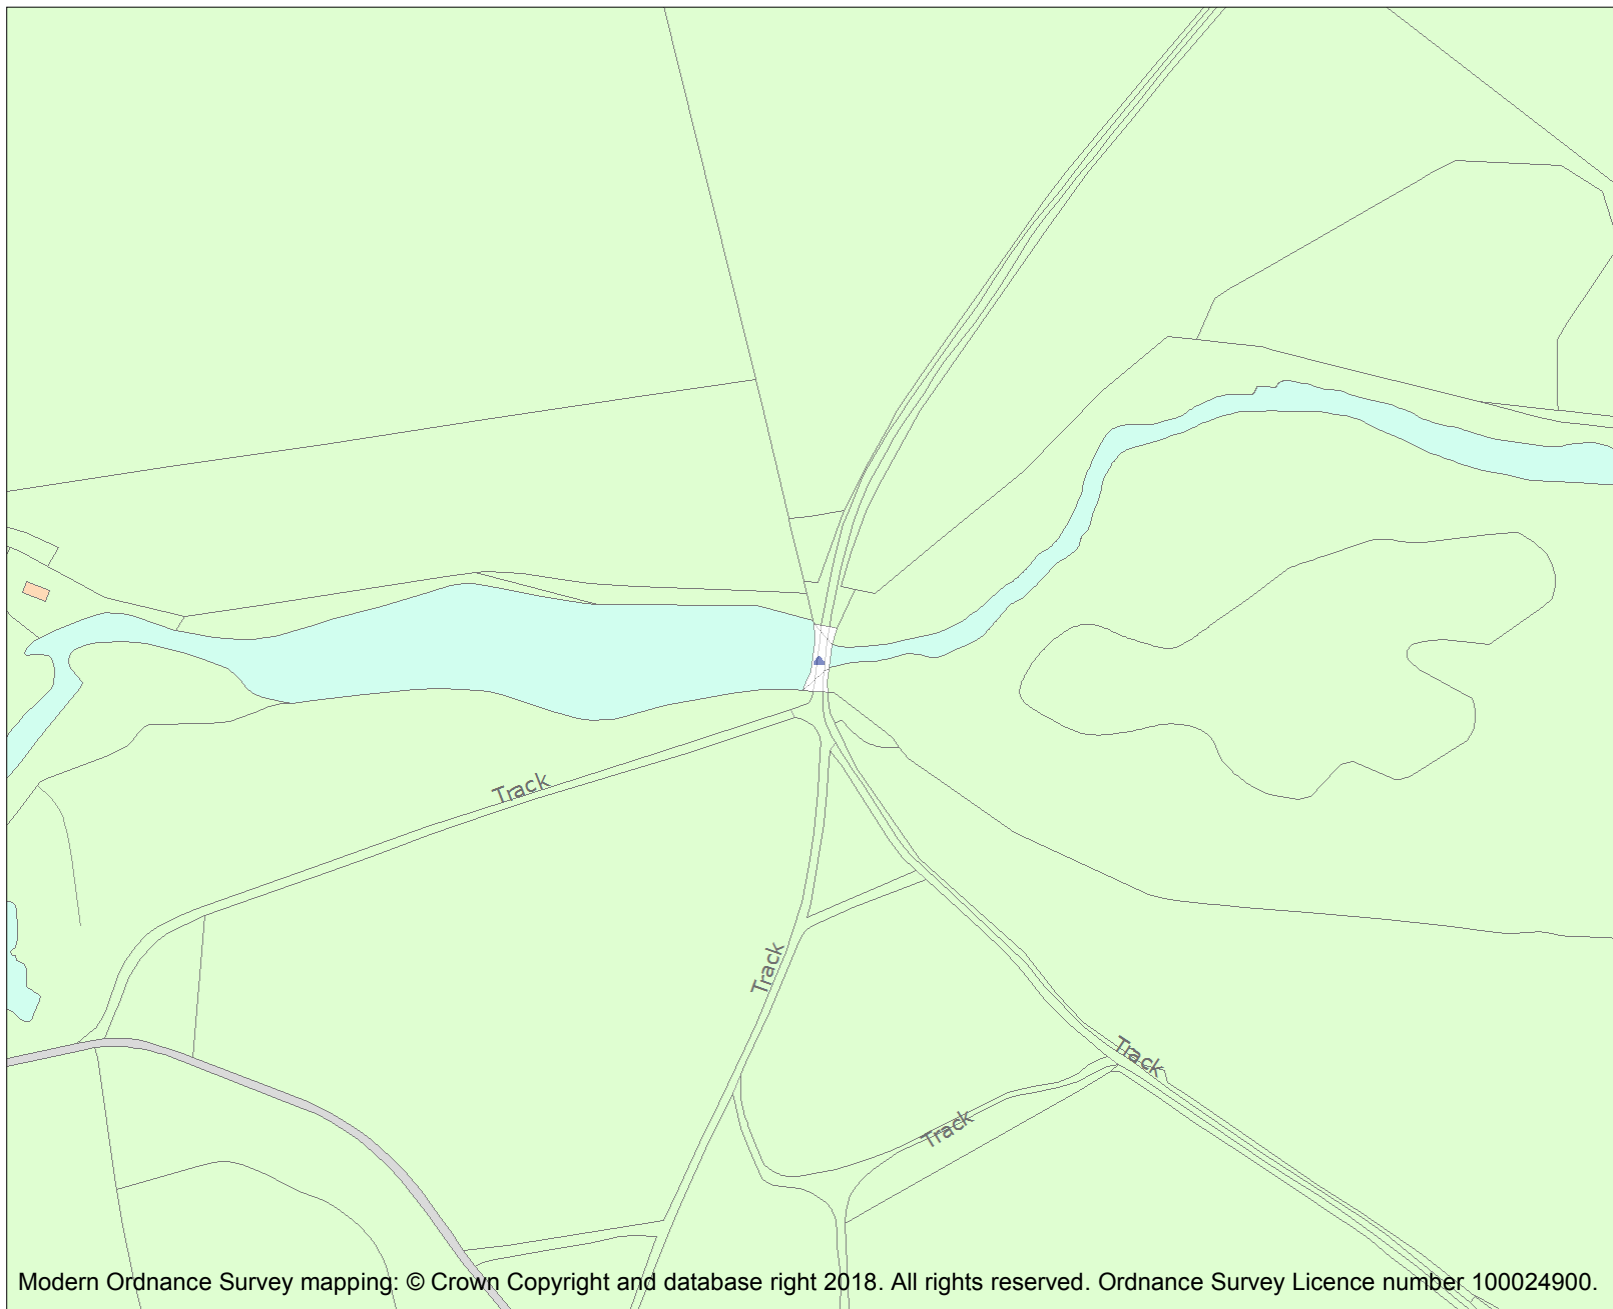 Track
Track
Track
Track
Modern Ordnance Survey mapping: © Crown Copyright and database right 2018. All rights reserved. Ordnance Survey Licence number 100024900.